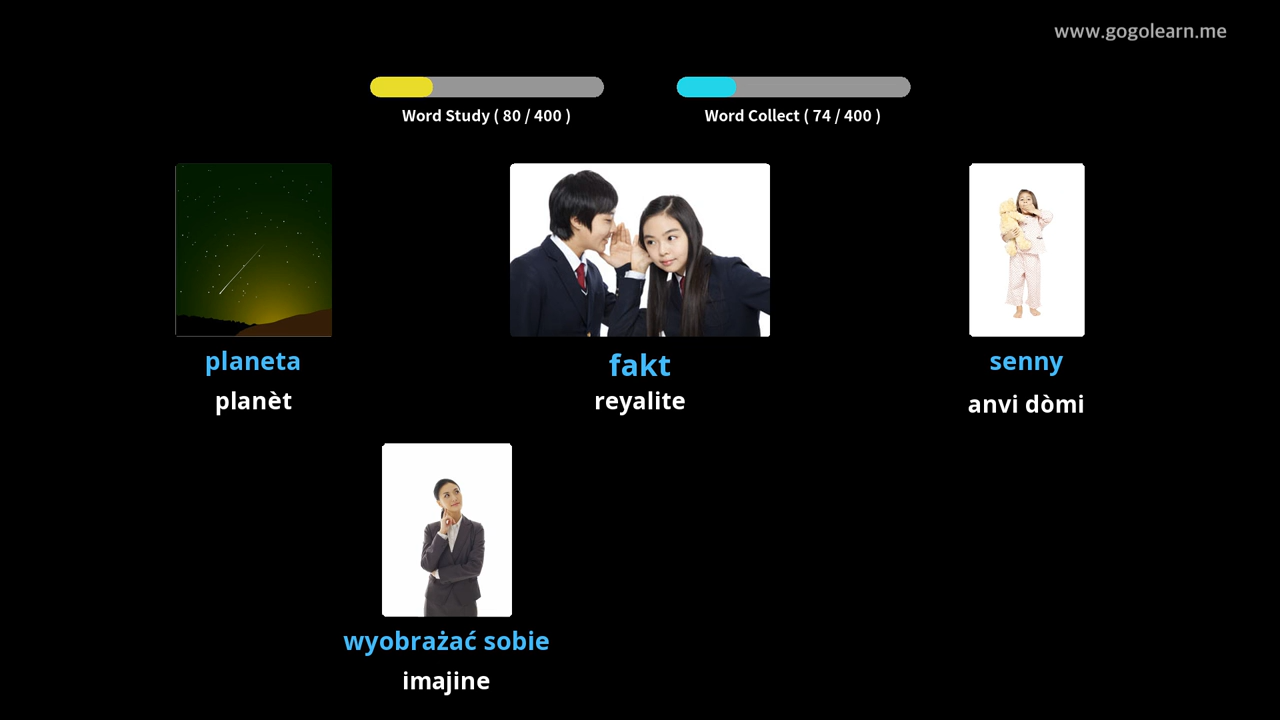 www.gogolearn.me
Word Study ( 80 / 400 )
Word Collect ( 74 / 400 )
planeta
planèt
fakt
reyalite
senny
anvi dòmi
wyobrażać sobie
imajine